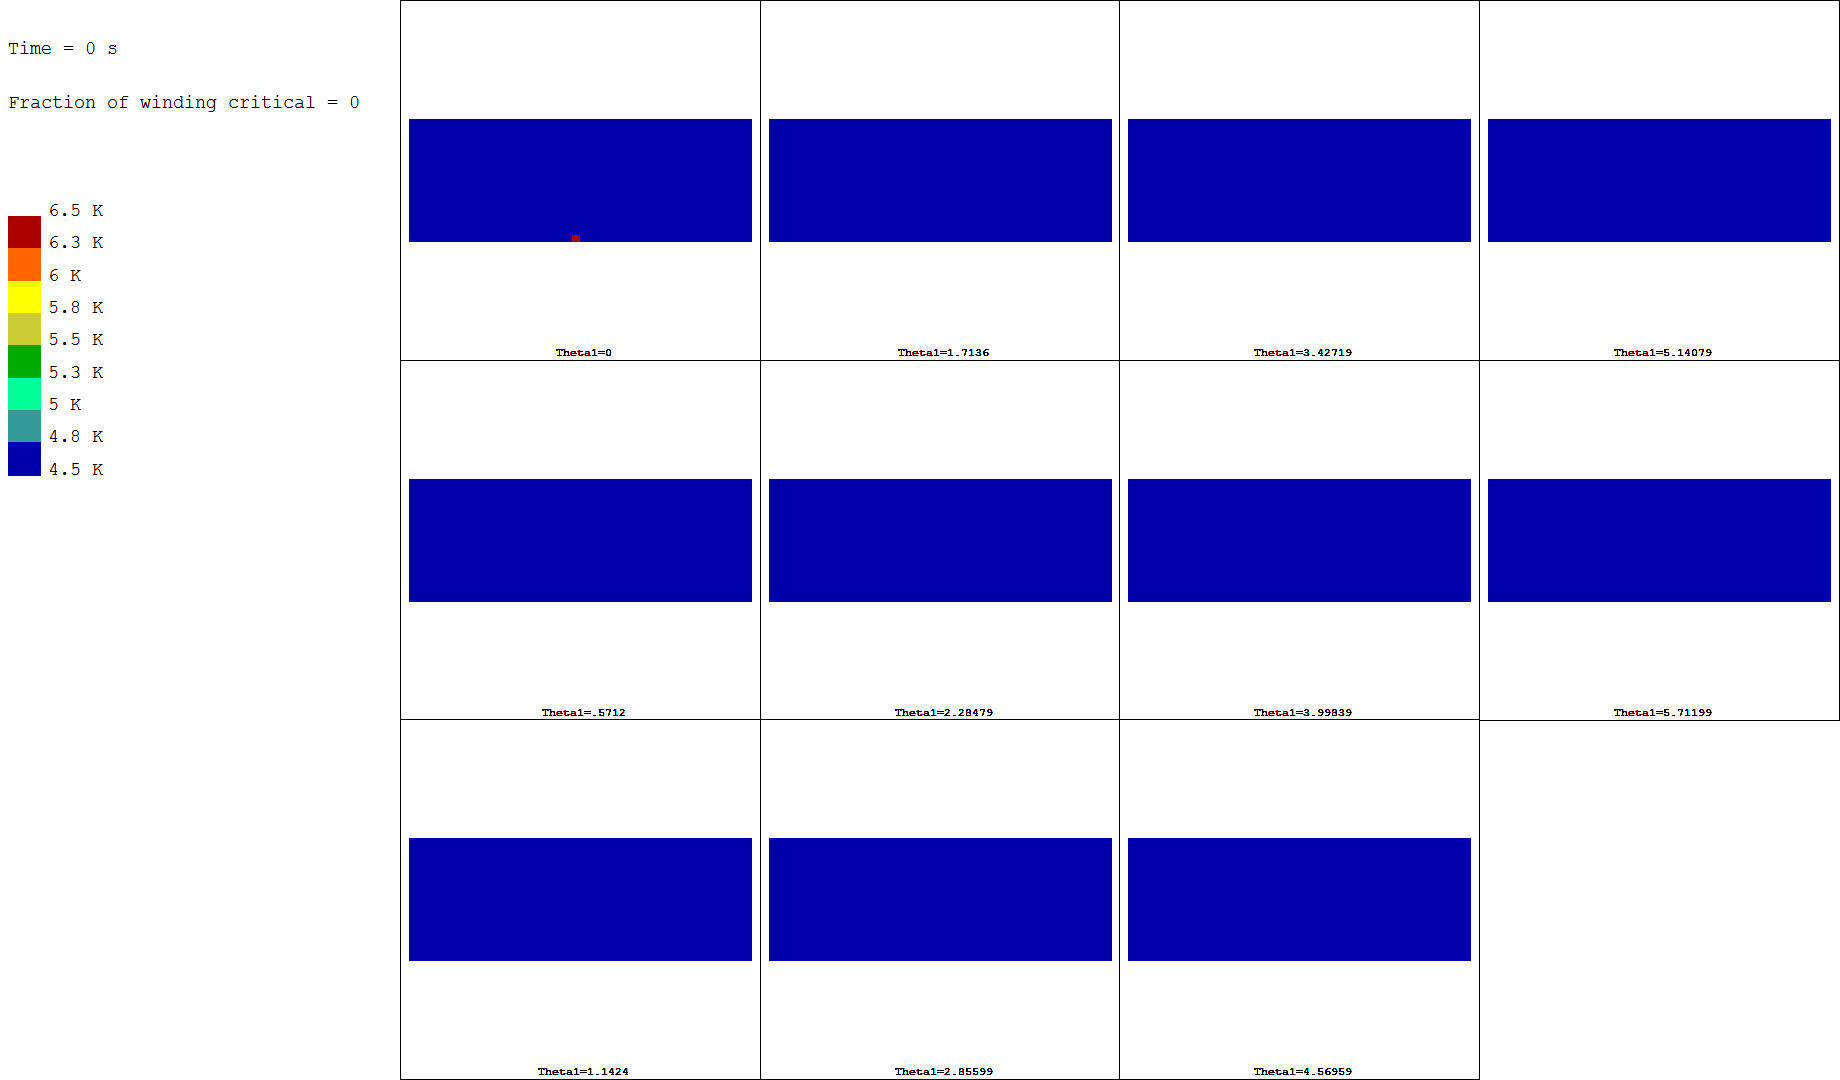 Time = 0 s
Fraction of winding critical = 0
6.5 K
6.3 K
6 K
5.8 K
5.5 K
5.3 K
5 K
4.8 K
4.5 K
Theta1=0
Theta1=1.7136
Theta1=3.42719
Theta1=5.14079
Theta1=.5712
Theta1=2.28479
Theta1=3.99839
Theta1=5.71199
Theta1=1.1424
Theta1=2.85599
Theta1=4.56959